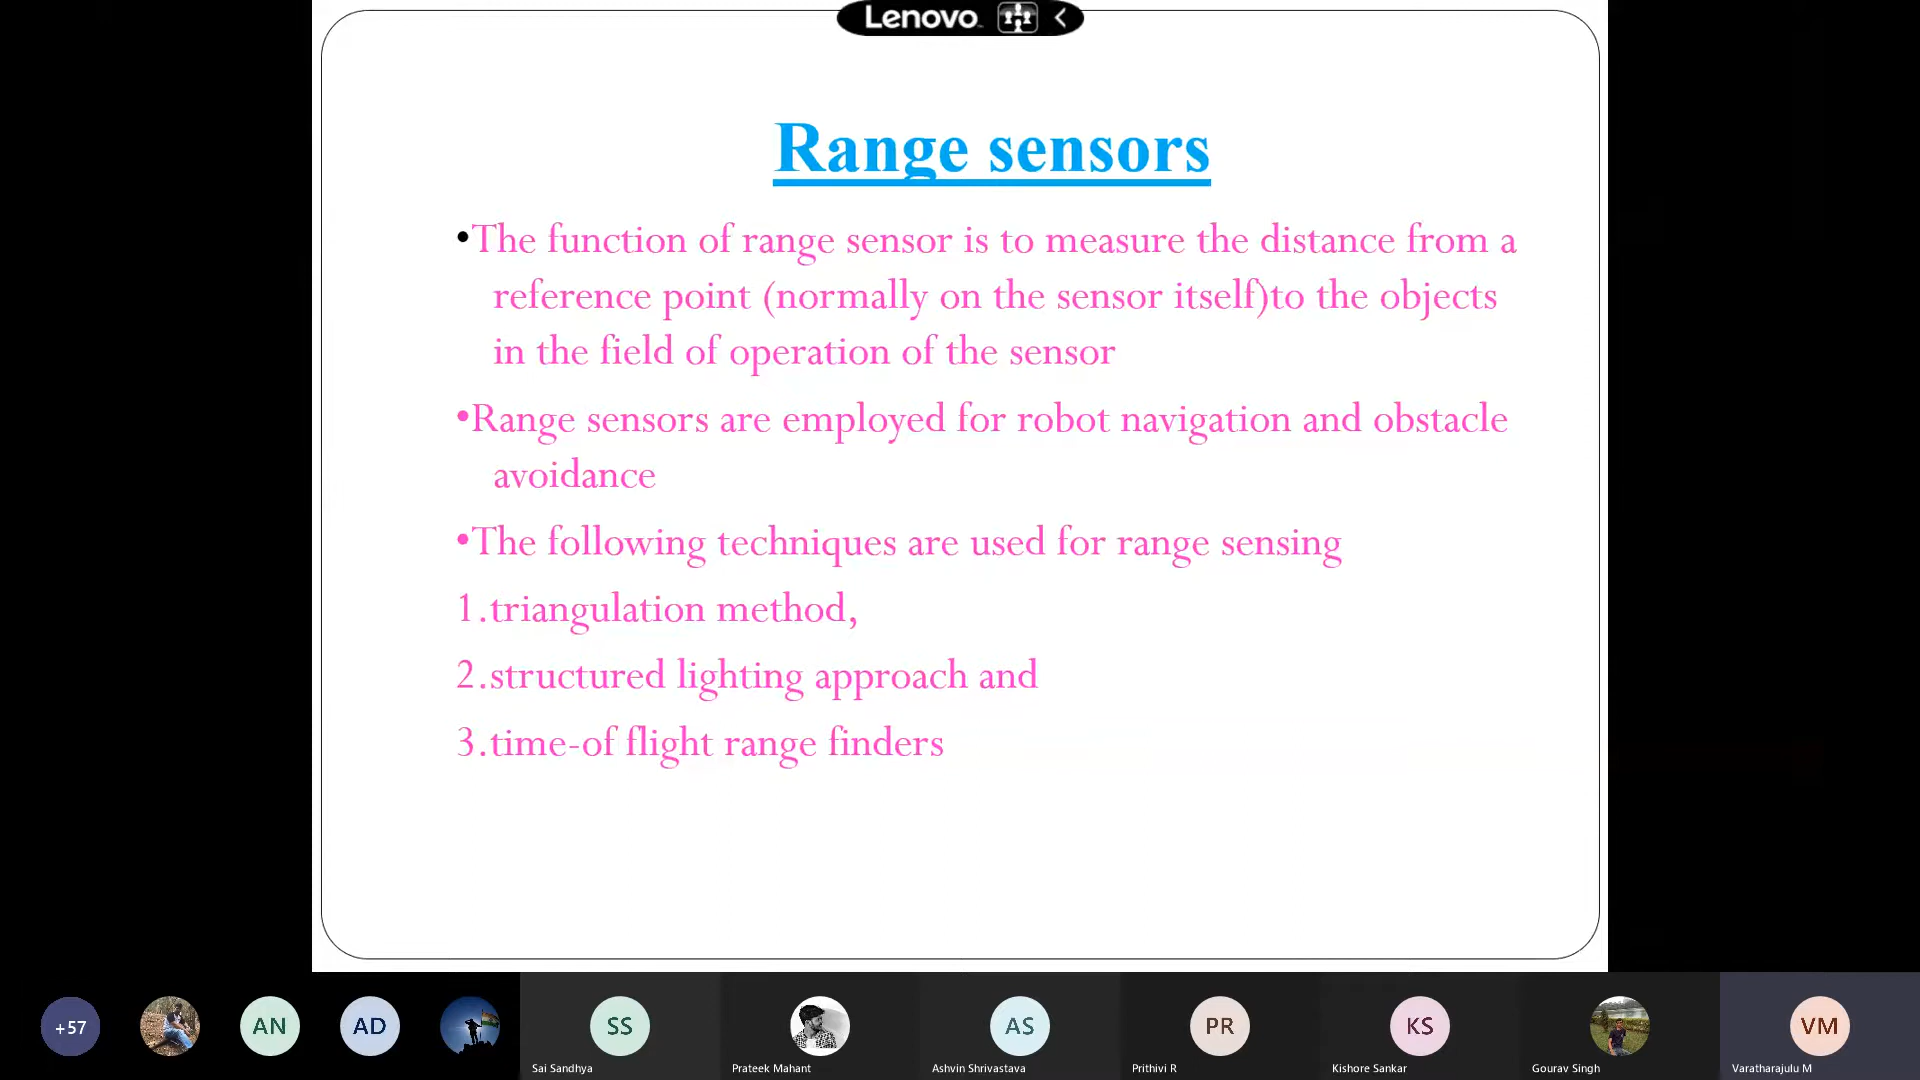 Lenovo
Range sensors
•The function of range sensor is to measure the distance from a
reference point (normally on the sensor itself)to the objects
in the field of operation of the sensor
•Range sensors are employed for robot navigation and obstacle
avoidance
•The following techniques are used for range sensing
1.triangulation method,
2.structured lighting approach and
3.time-of flight range finders
+57 AN AD SS AS PR KS VM
Sai Sandhya Prateek Mahant Ashvin Shrivastava Prithivi R Kishore Sankar Gourav Singh Varatharajulu M